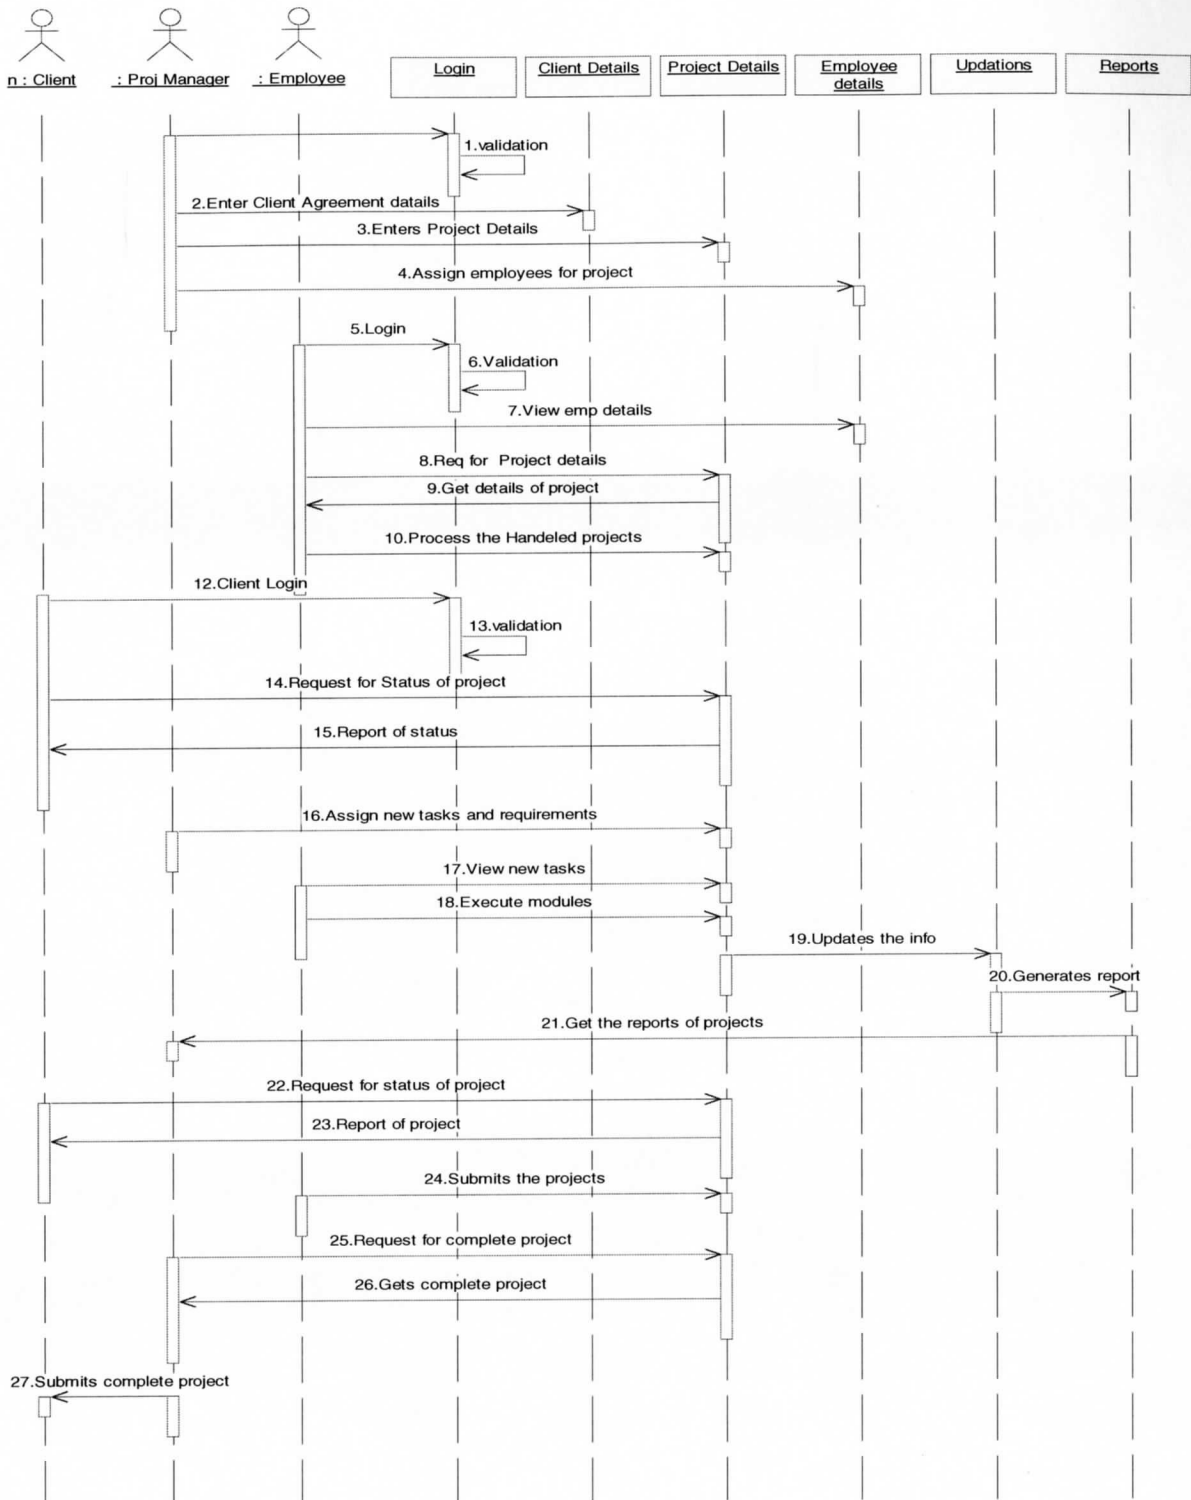 n : Client
: Proj Manager
: Employee
Login
Client Details
Project Details
Employee
details
Updations
Reports
1.validation
2.Enter Client Agreement datails
3.Enters Project Details
4.Assign employees for project
5.Login
6.Validation
7.View emp details
8.Req for Project details
9.Get details of project
10.Process the Handeled projects
12.Client Login
13.validation
14.Request for Status of project
15.Report of status
16.Assign new tasks and requirements
17.View new tasks
18.Execute modules
19.Updates the info
20.Generates report
21.Get the reports of projects
22.Request for status of project
23.Report of project
24.Submits the projects
25.Request for complete project
26.Gets complete project
27.Submits complete project